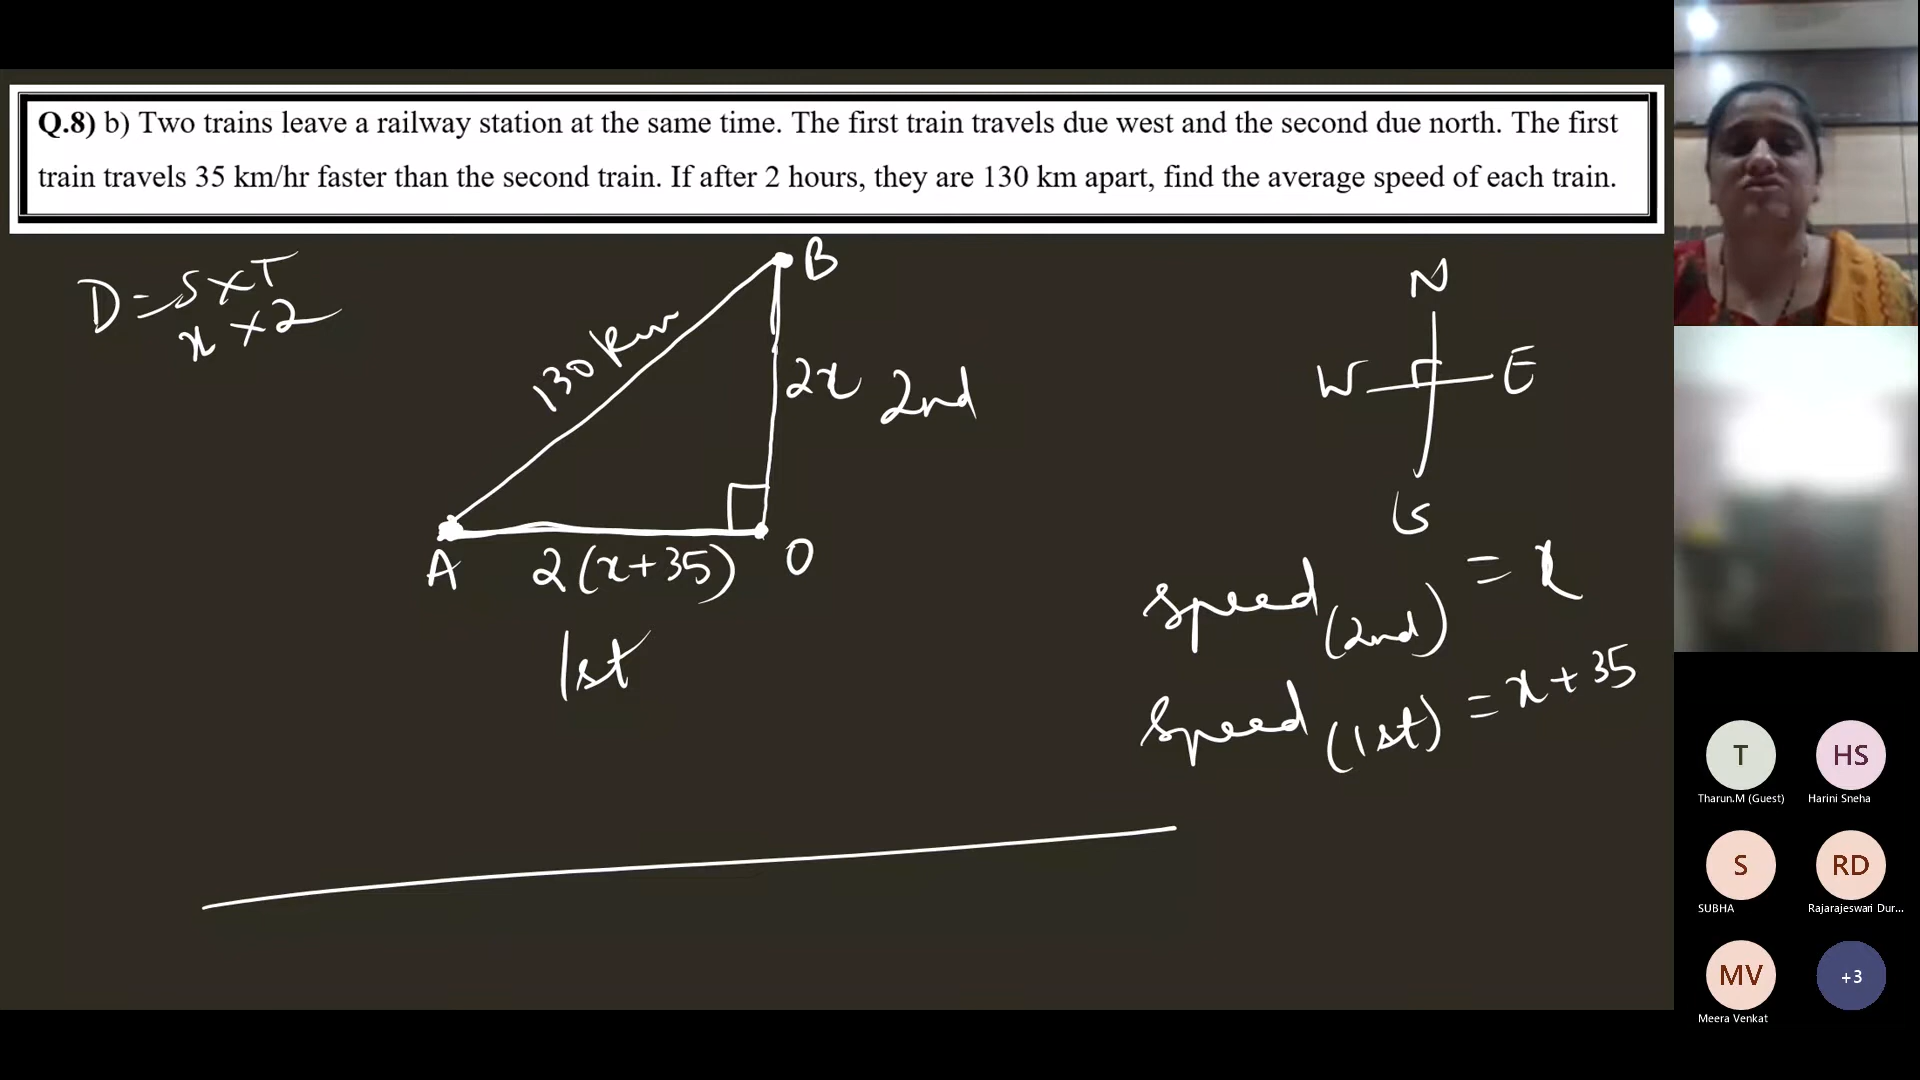 Q.8) b) Two trains leave a railway station at the same time. The first train travels due west and the second due north. The first
train travels 35 km/hr faster than the second train. If after 2 hours, they are 130 km apart, find the average speed of each train.
D = S x T
x x 2
B
130 km
2x 2nd
A 2(x+35) O
1st
N
W E
S
speed (2nd) = x
speed (1st) = x + 35
T HS
Tharun.M (Guest) Harini Sneha
S RD
SUBHA Rajarajeswari Dur...
MV +3
Meera Venkat